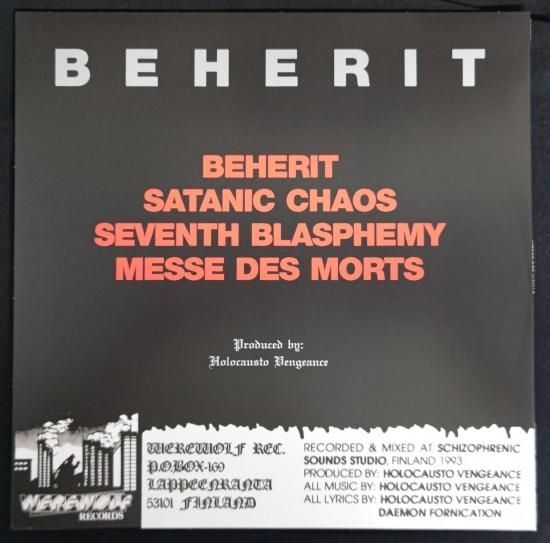 BEHERIT
BEHERIT
SATANIC CHAOS
SEVENTH BLASPHEMY
MESSE DES MORTS
Produced by:
Holocausto Vengeance
WEREWOLF
RECORDS
WEREWOLF REC.
P.O.BOX-169
LAPPEENRANTA
53101 FINLAND
RECORDED & MIXED AT SCHIZOPHRENIC
SOUNDS STUDIO, FINLAND 1993
PRODUCED BY: HOLOCAUSTO VENGEANCE
ALL MUSIC BY: HOLOCAUSTO VENGEANCE
ALL LYRICS BY: HOLOCAUSTO VENGEANCE
DAEMON FORNICATION